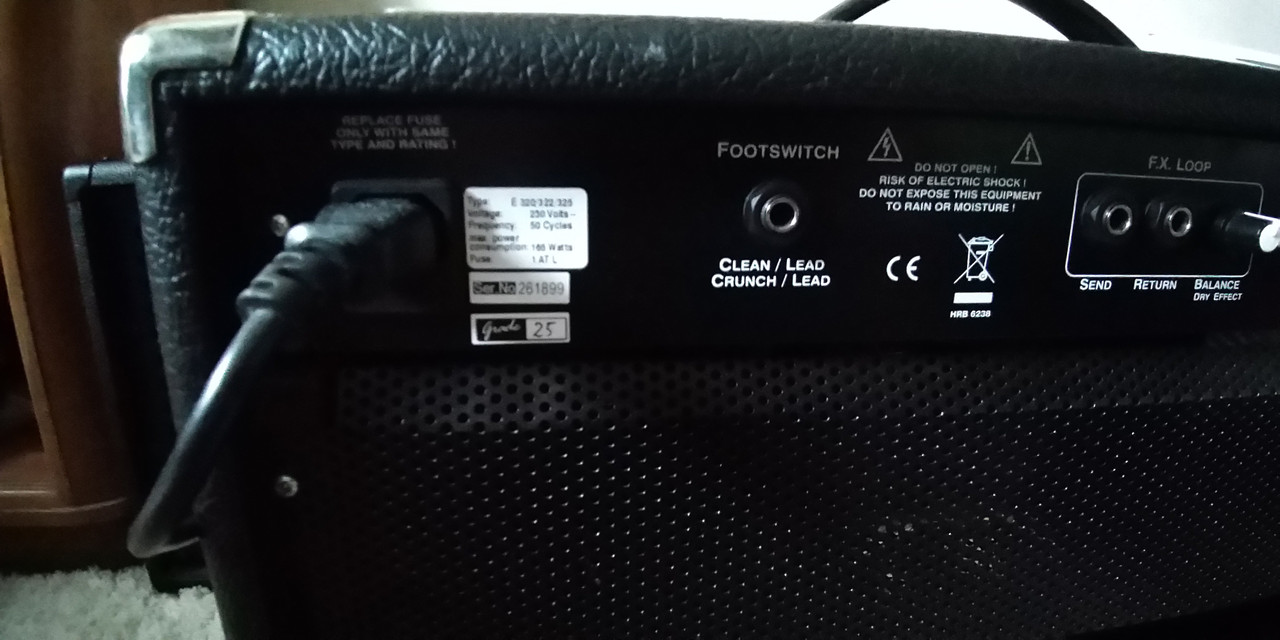 REPLACE FUSE
ONLY WITH SAME
TYPE AND RATING !
Type: E 320/322/325
Voltage: 230 Volts~
Frequency: 50 Cycles
max. power
consumption: 160 Watts
Fuse: 1 AT L
Ser.No 261899
Grade 25
FOOTSWITCH
CLEAN / LEAD
CRUNCH / LEAD
DO NOT OPEN !
RISK OF ELECTRIC SHOCK !
DO NOT EXPOSE THIS EQUIPMENT
TO RAIN OR MOISTURE !
CE
HRB 6238
F.X. LOOP
SEND RETURN BALANCE
DRY EFFECT